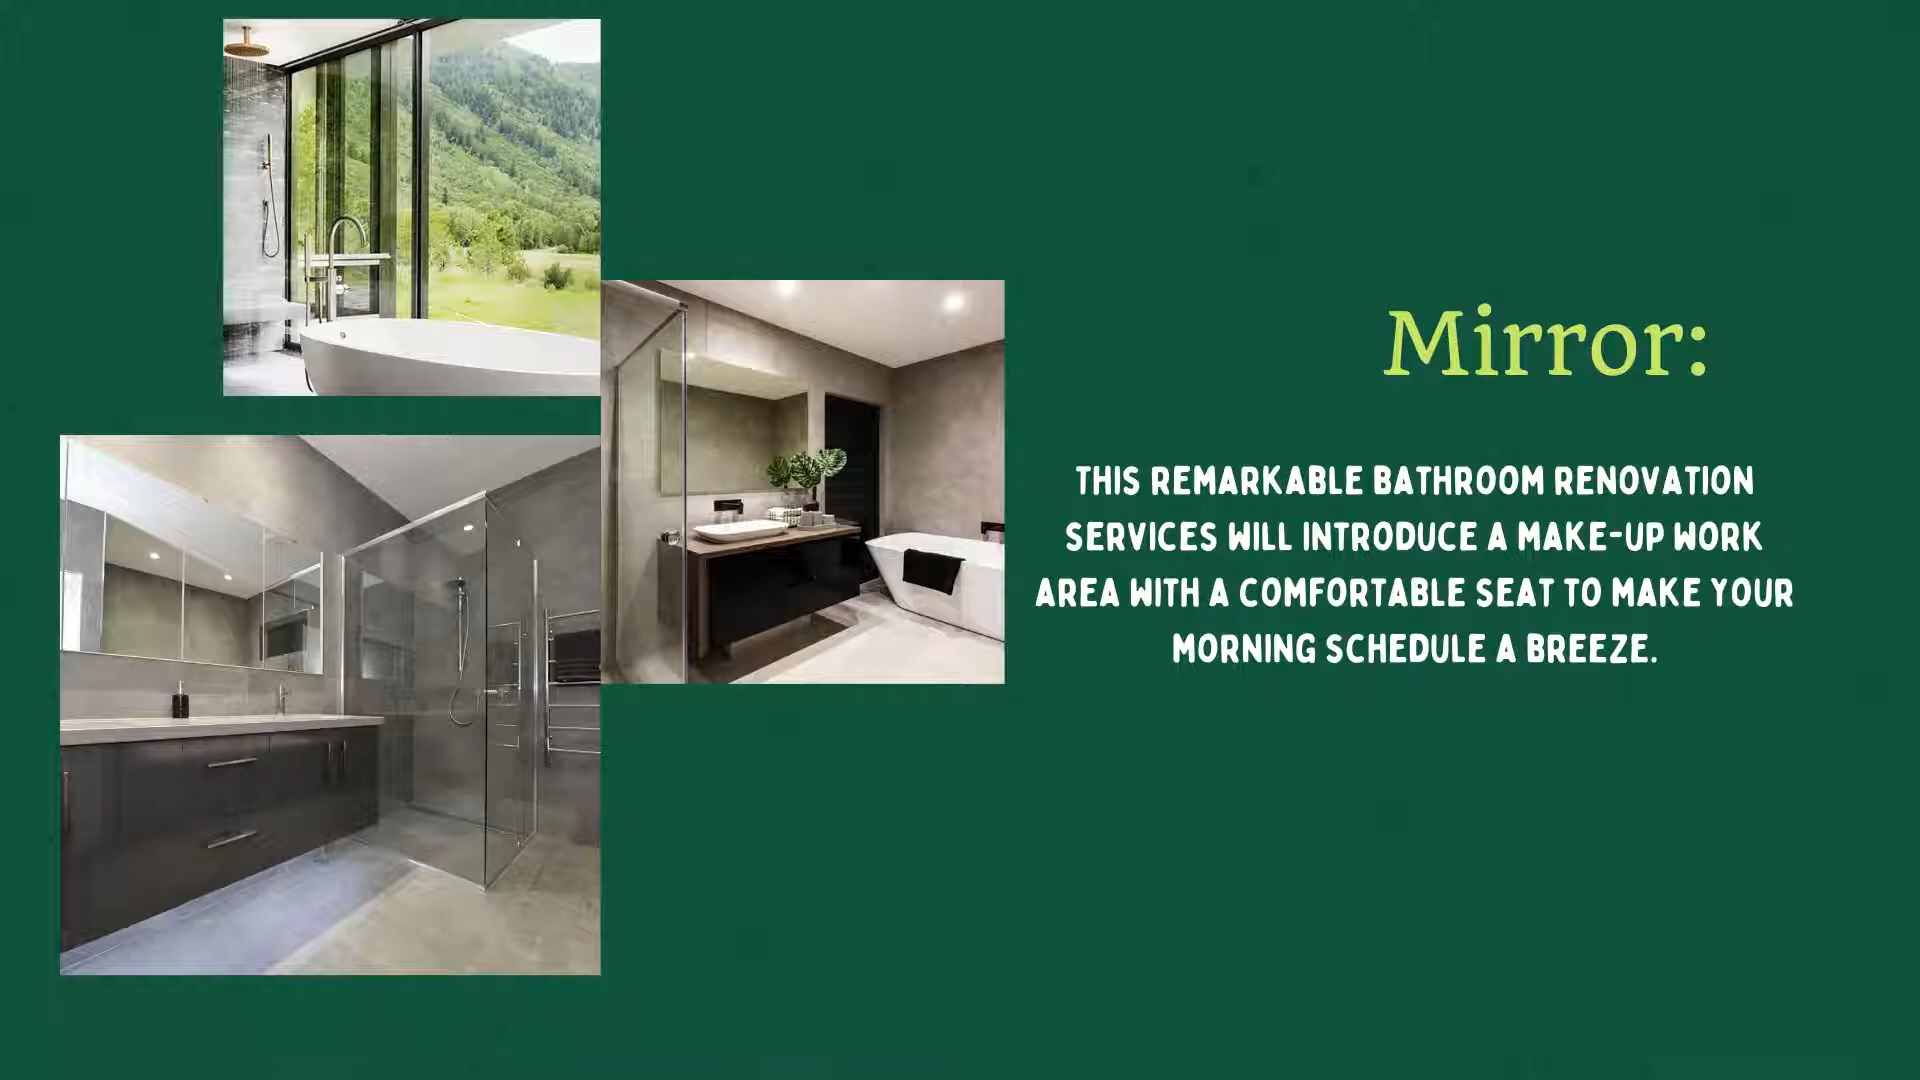 Mirror:
THIS REMARKABLE BATHROOM RENOVATION
SERVICES WILL INTRODUCE A MAKE-UP WORK
AREA WITH A COMFORTABLE SEAT TO MAKE YOUR
MORNING SCHEDULE A BREEZE.